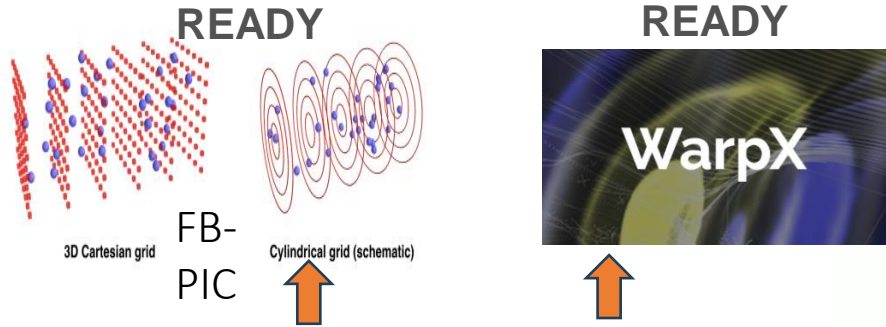 READY
READY
WarpX
FB-
PIC
3D Cartesian grid
Cylindrical grid (schematic)